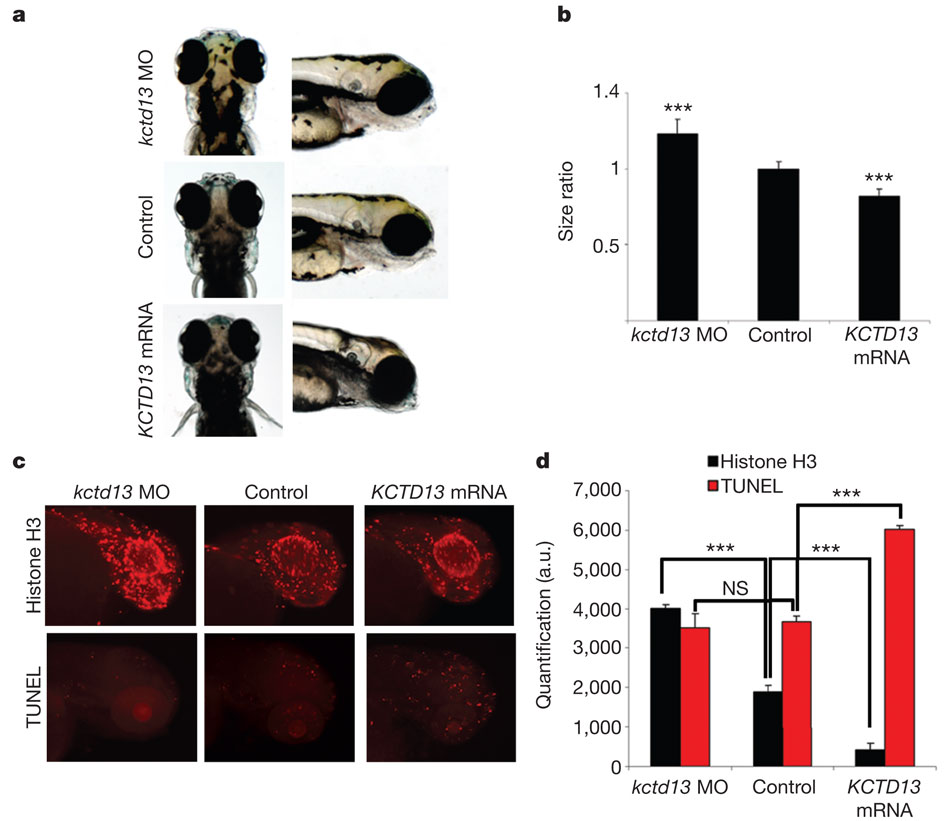 a
kctd13 MO
Control
KCTD13 mRNA
b
Size ratio
1.4
1
0.5
***
***
kctd13 MO
Control
KCTD13
mRNA
c
kctd13 MO
Control
KCTD13 mRNA
Histone H3
TUNEL
d
Histone H3
TUNEL
Quantification (a.u.)
7,000
6,000
5,000
4,000
3,000
2,000
1,000
0
***
***
***
NS
kctd13 MO
Control
KCTD13
mRNA